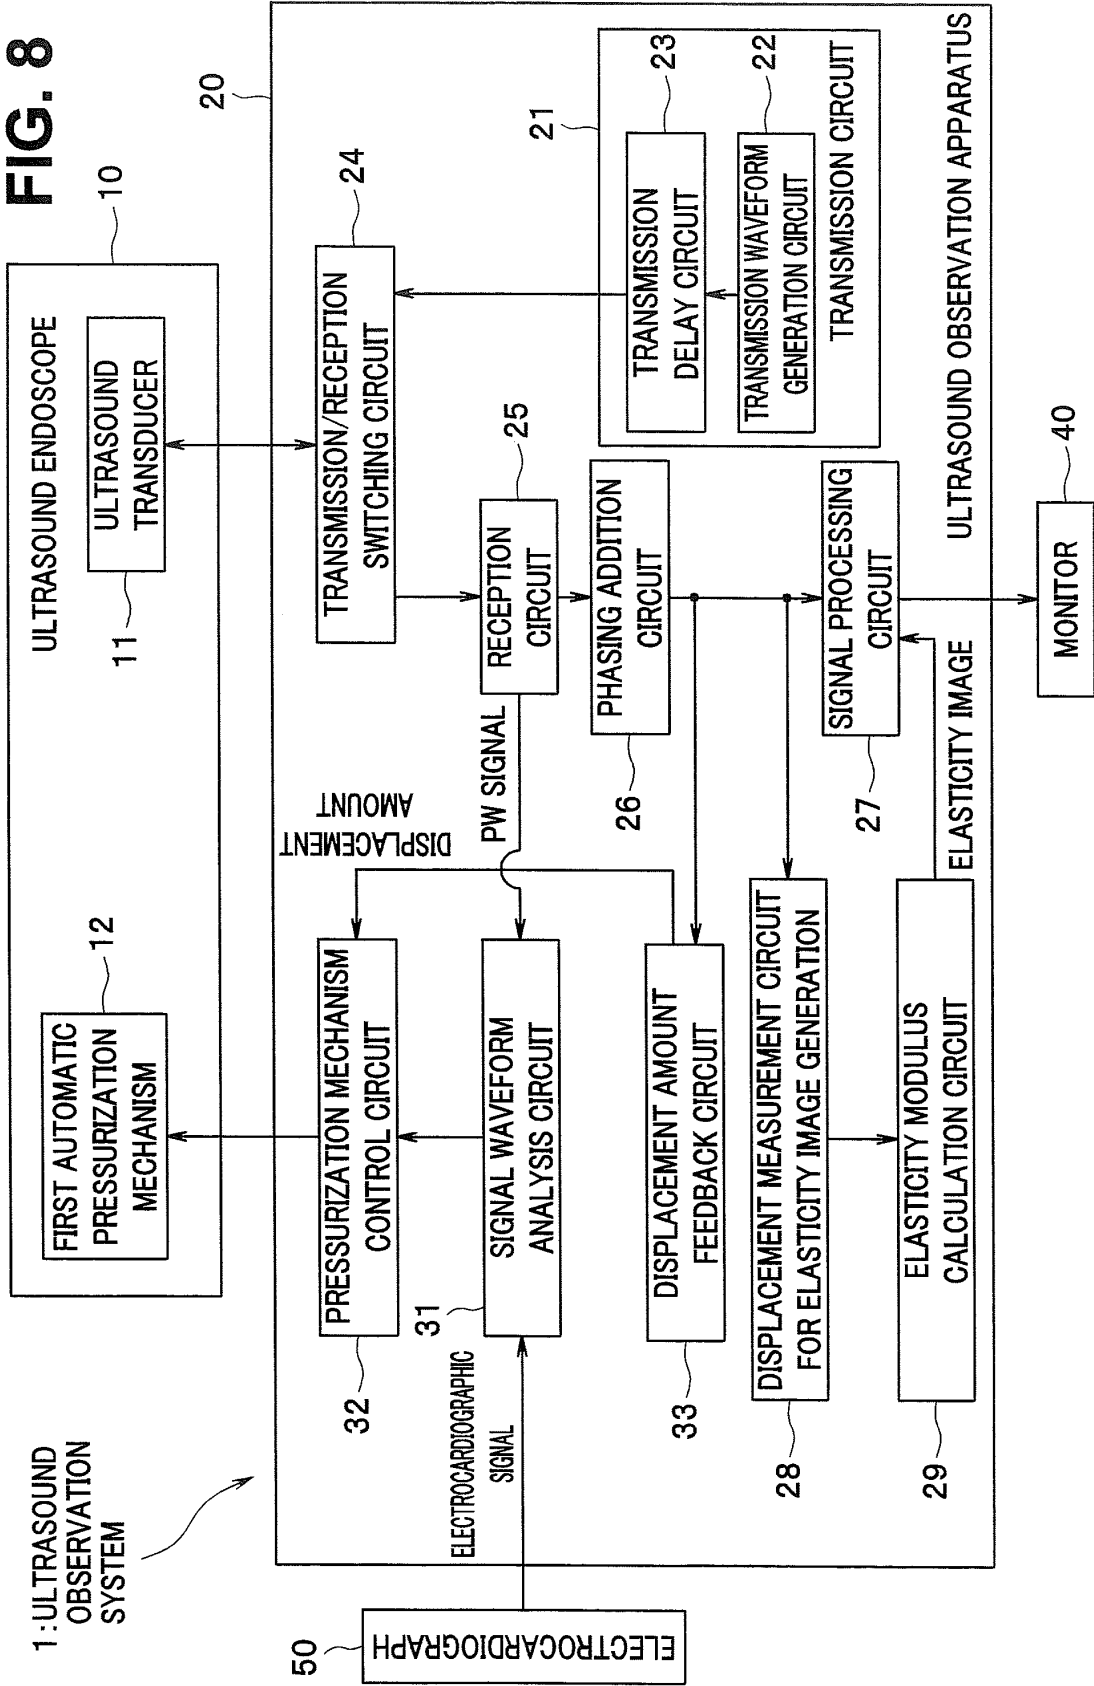 FIG. 8
1:ULTRASOUND
OBSERVATION
SYSTEM
ULTRASOUND ENDOSCOPE
10
FIRST AUTOMATIC
PRESSURIZATION
MECHANISM
12
ULTRASOUND
TRANSDUCER
11
20
PRESSURIZATION MECHANISM
CONTROL CIRCUIT
32
DISPLACEMENT
AMOUNT
TRANSMISSION/RECEPTION
SWITCHING CIRCUIT
24
50
ELECTROCARDIOGRAPH
ELECTROCARDIOGRAPHIC
SIGNAL
31
SIGNAL WAVEFORM
ANALYSIS CIRCUIT
PW SIGNAL
RECEPTION
CIRCUIT
25
21
DISPLACEMENT AMOUNT
FEEDBACK CIRCUIT
33
PHASING ADDITION
CIRCUIT
26
TRANSMISSION
DELAY CIRCUIT
23
DISPLACEMENT MEASUREMENT CIRCUIT
FOR ELASTICITY IMAGE GENERATION
28
TRANSMISSION WAVEFORM
GENERATION CIRCUIT
22
TRANSMISSION CIRCUIT
SIGNAL PROCESSING
CIRCUIT
27
ELASTICITY MODULUS
CALCULATION CIRCUIT
29
ELASTICITY IMAGE
ULTRASOUND OBSERVATION APPARATUS
MONITOR
40